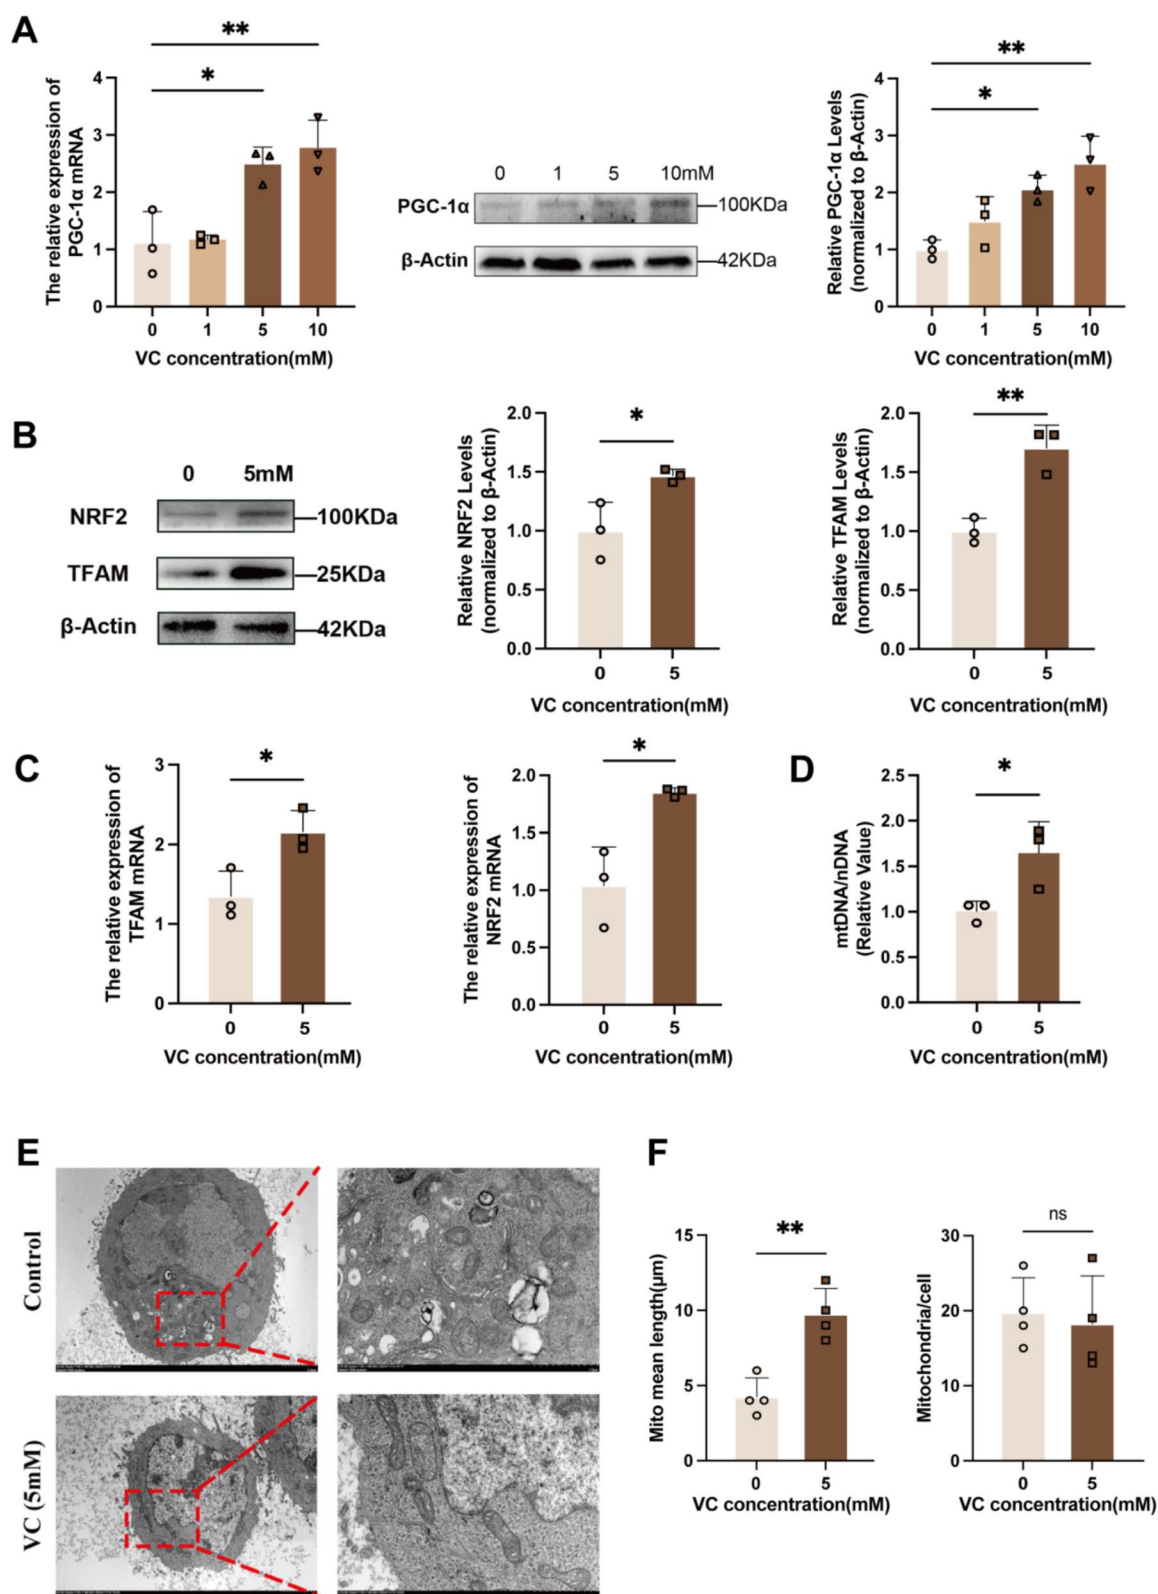 A
**
*
The relative expression of
PGC-1α mRNA
4
3
2
1
0
0 1 5 10
VC concentration(mM)
0 1 5 10mM
PGC-1α
100KDa
β-Actin
42KDa
**
*
Relative PGC-1α Levels
(normalized to β-Actin)
4
3
2
1
0
0 1 5 10
VC concentration(mM)
B
0 5mM
NRF2
100KDa
TFAM
25KDa
β-Actin
42KDa
*
Relative NRF2 Levels
(normalized to β-Actin)
2.0
1.5
1.0
0.5
0.0
0 5
VC concentration(mM)
**
Relative TFAM Levels
(normalized to β-Actin)
2.0
1.5
1.0
0.5
0.0
0 5
VC concentration(mM)
C
*
The relative expression of
TFAM mRNA
3
2
1
0
0 5
VC concentration(mM)
*
The relative expression of
NRF2 mRNA
2.0
1.5
1.0
0.5
0.0
0 5
VC concentration(mM)
D
*
mtDNA/nDNA
(Relative Value)
2.5
2.0
1.5
1.0
0.5
0.0
0 5
VC concentration(mM)
E
Control
VC (5mM)
F
**
Mito mean length(μm)
15
10
5
0
0 5
VC concentration(mM)
ns
Mitochondria/cell
30
20
10
0
0 5
VC concentration(mM)